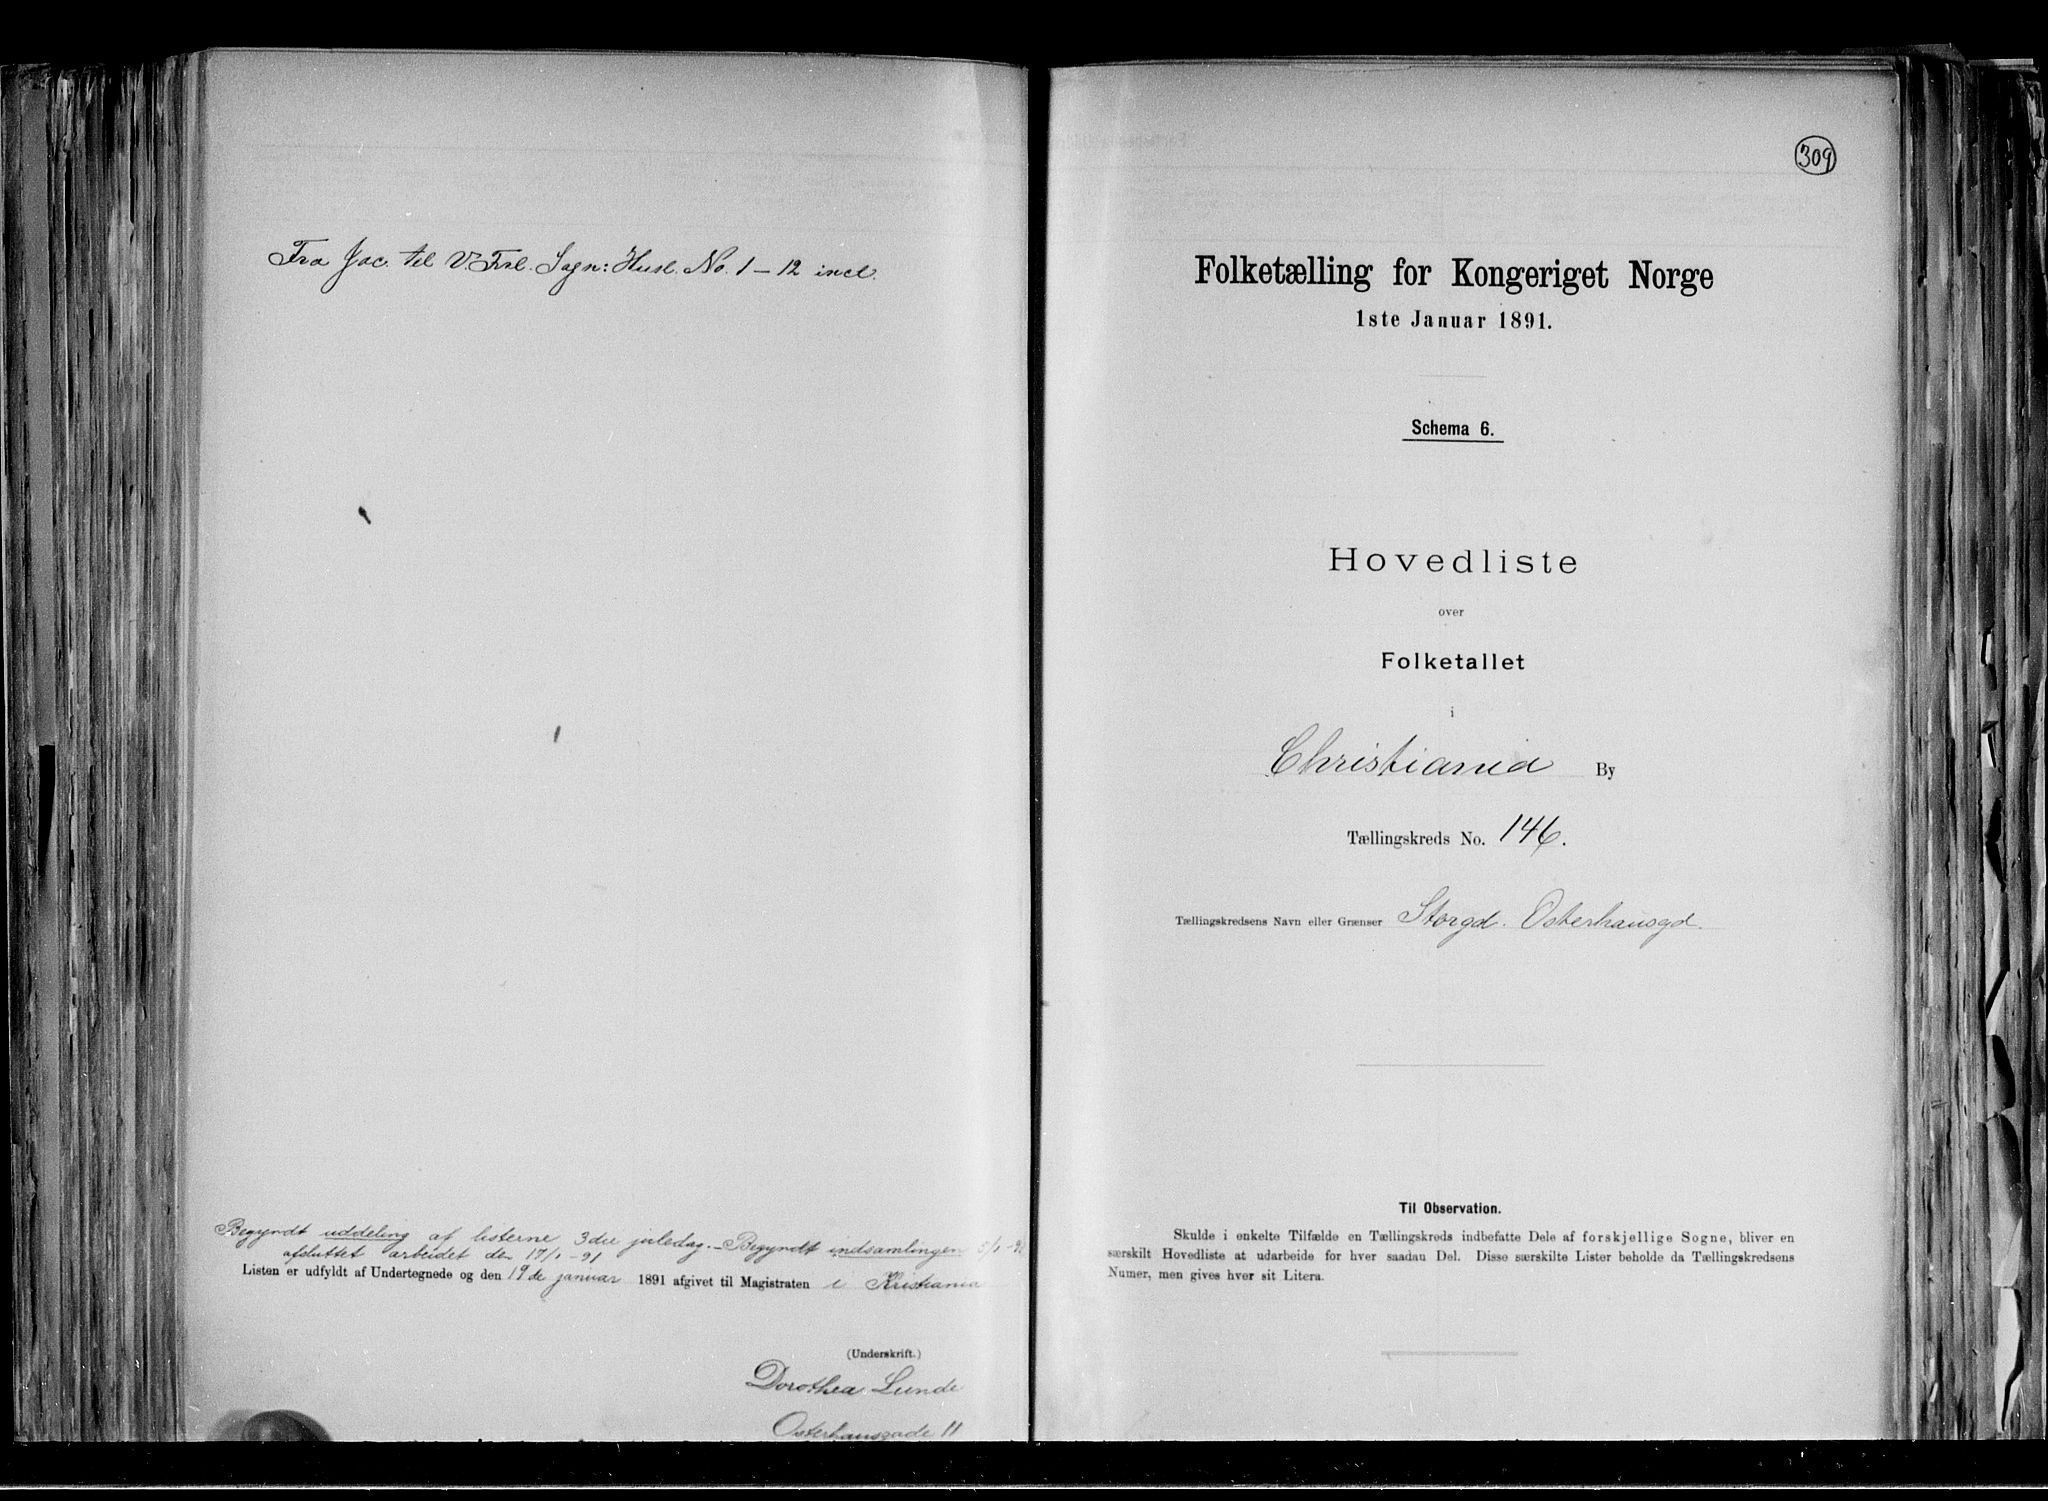 Fra Jac. til V. Frl. Sogn: Husl. No. 1 – 12 incl.
Begyndt uddeling af listerne 3die juledag. – Begyndt indsamlingen 5/1 – 9
afsluttet arbeidet den 17/1 – 91
Listen er udfyldt af Undertegnede og den 19de januar 1891 afgivet til Magistraten i Kristiania
(Underskrift.)
Dorothea Lunde
Osterhausgade 11
309
Folketælling for Kongeriget Norge
1ste Januar 1891.
Schema 6.
Hovedliste
over
Folketallet
i
Christiania By
Tællingskreds No. 146.
Tællingskredsens Navn eller Grænser Storgd. Osterhausgd.
Til Observation.
Skulde i enkelte Tilfælde en Tællingskreds indbefatte Dele af forskjellige Sogne, bliver en
særskilt Hovedliste at udarbeide for hver saadan Del. Disse særskilte Lister beholde da Tællingskredsens
Numer, men gives hver sit Litera.